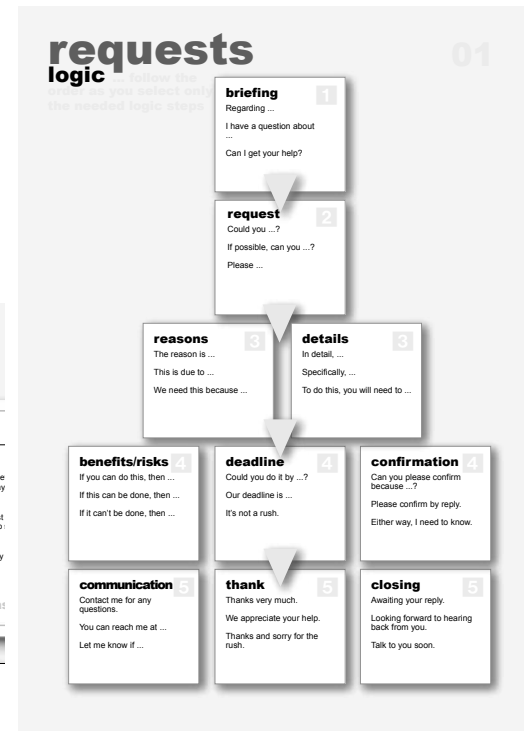 requests
01
logic ... follow the
order as you select only
the needed logic steps
briefing
1
Regarding ...
I have a question about
...
Can I get your help?
request
2
Could you ...?
If possible, can you ...?
Please ...
reasons
3
The reason is ...
This is due to ...
We need this because ...
details
3
In detail, ...
Specifically, ...
To do this, you will need to ...
benefits/risks
4
If you can do this, then ...
If this can be done, then ...
If it can't be done, then ...
deadline
4
Could you do it by ...?
Our deadline is ...
It's not a rush.
confirmation
4
Can you please confirm
because ...?
Please confirm by reply.
Either way, I need to know.
communication
5
Contact me for any
questions.
You can reach me at ...
Let me know if ...
thank
5
Thanks very much.
We appreciate your help.
Thanks and sorry for the
rush.
closing
5
Awaiting your reply.
Looking forward to hearing
back from you.
Talk to you soon.